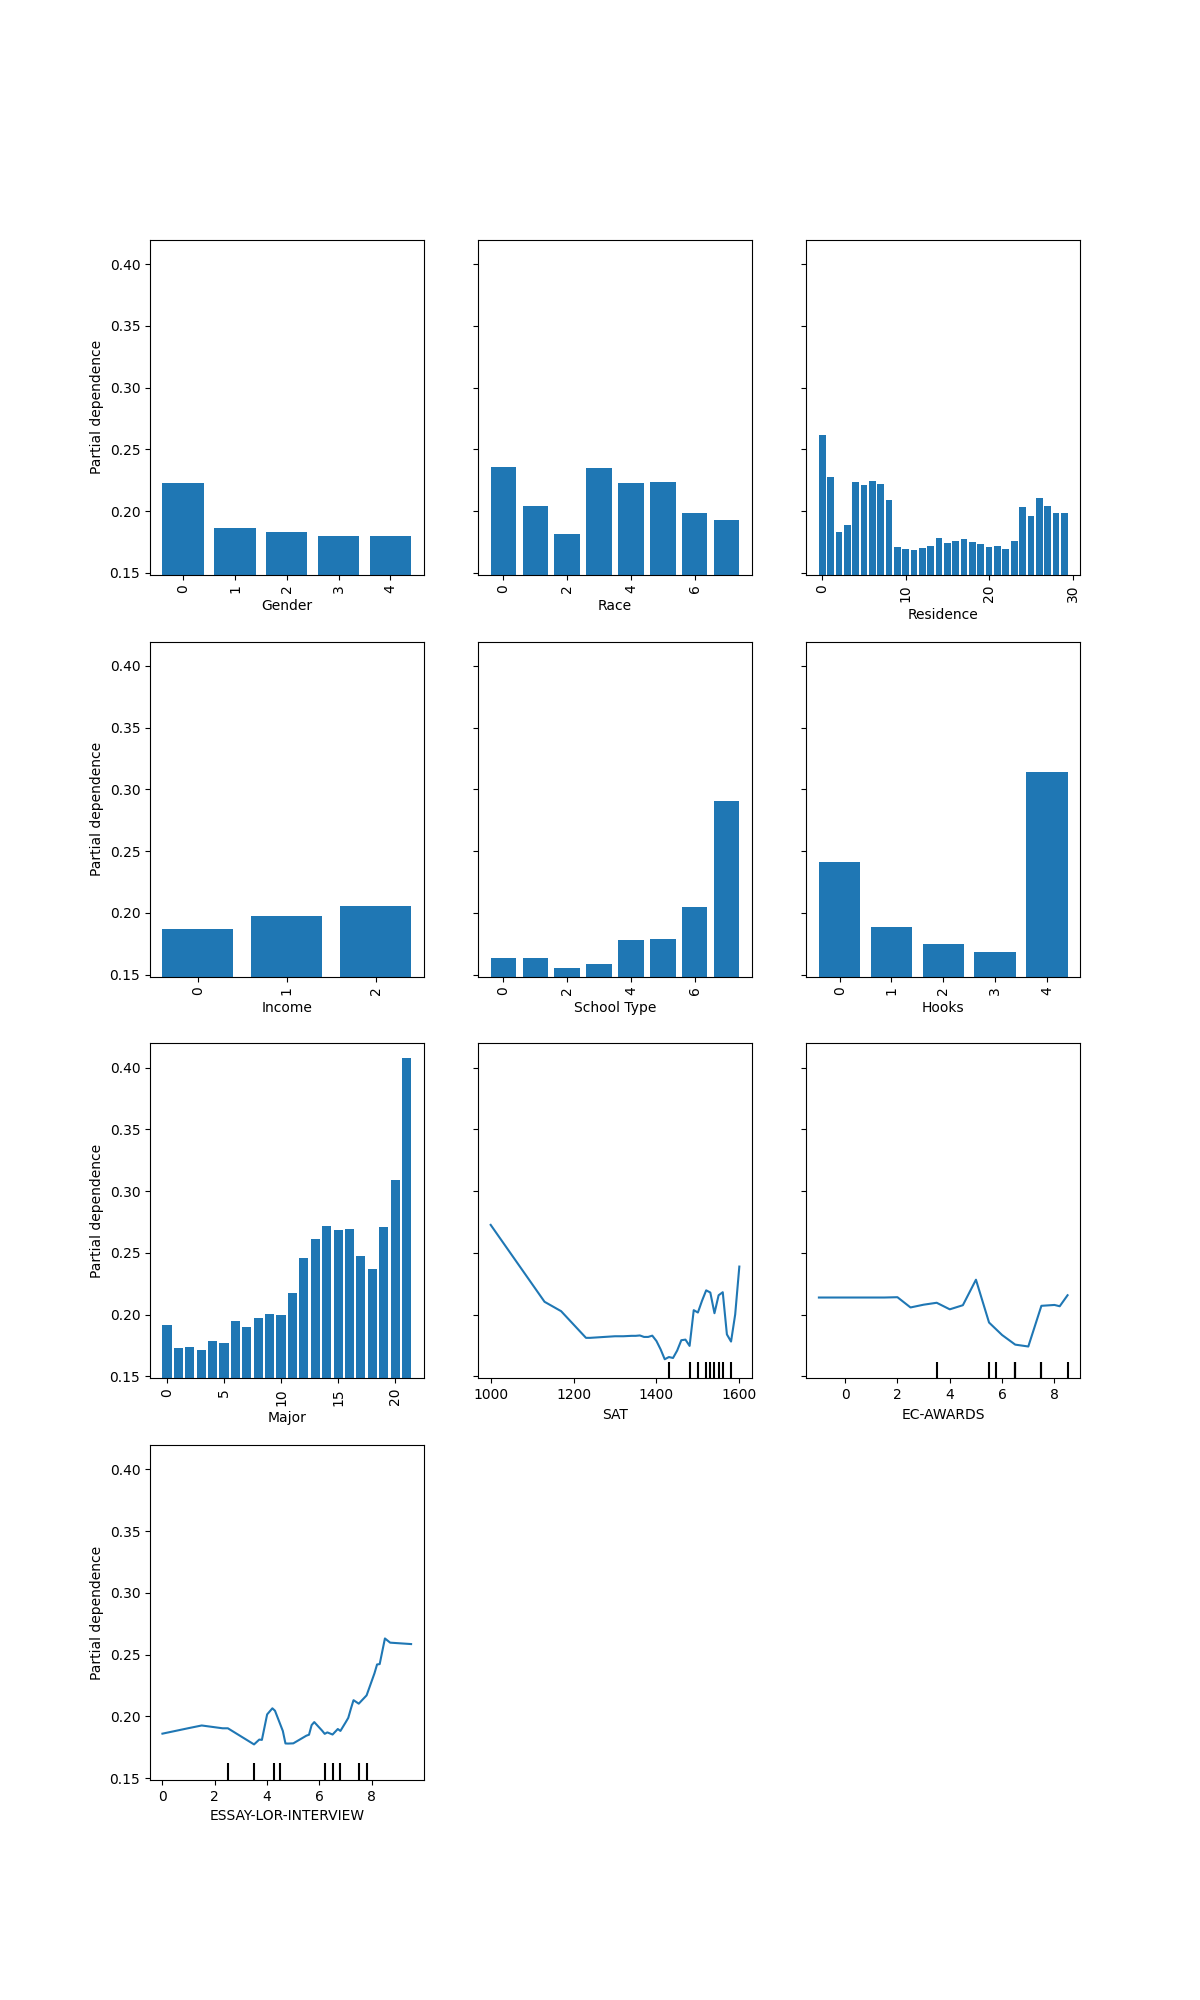 0.40
0.35
0.30
0.25
0.20
0.15
Partial dependence
0 1 2 3 4
Gender
0 2 4 6
Race
0 10 20 30
Residence
0.40
0.35
0.30
0.25
0.20
0.15
Partial dependence
0 1 2
Income
0 2 4 6
School Type
0 1 2 3 4
Hooks
0.40
0.35
0.30
0.25
0.20
0.15
Partial dependence
0 5 10 15 20
Major
1000 1200 1400 1600
SAT
0 2 4 6 8
EC-AWARDS
0.40
0.35
0.30
0.25
0.20
0.15
Partial dependence
0 2 4 6 8
ESSAY-LOR-INTERVIEW